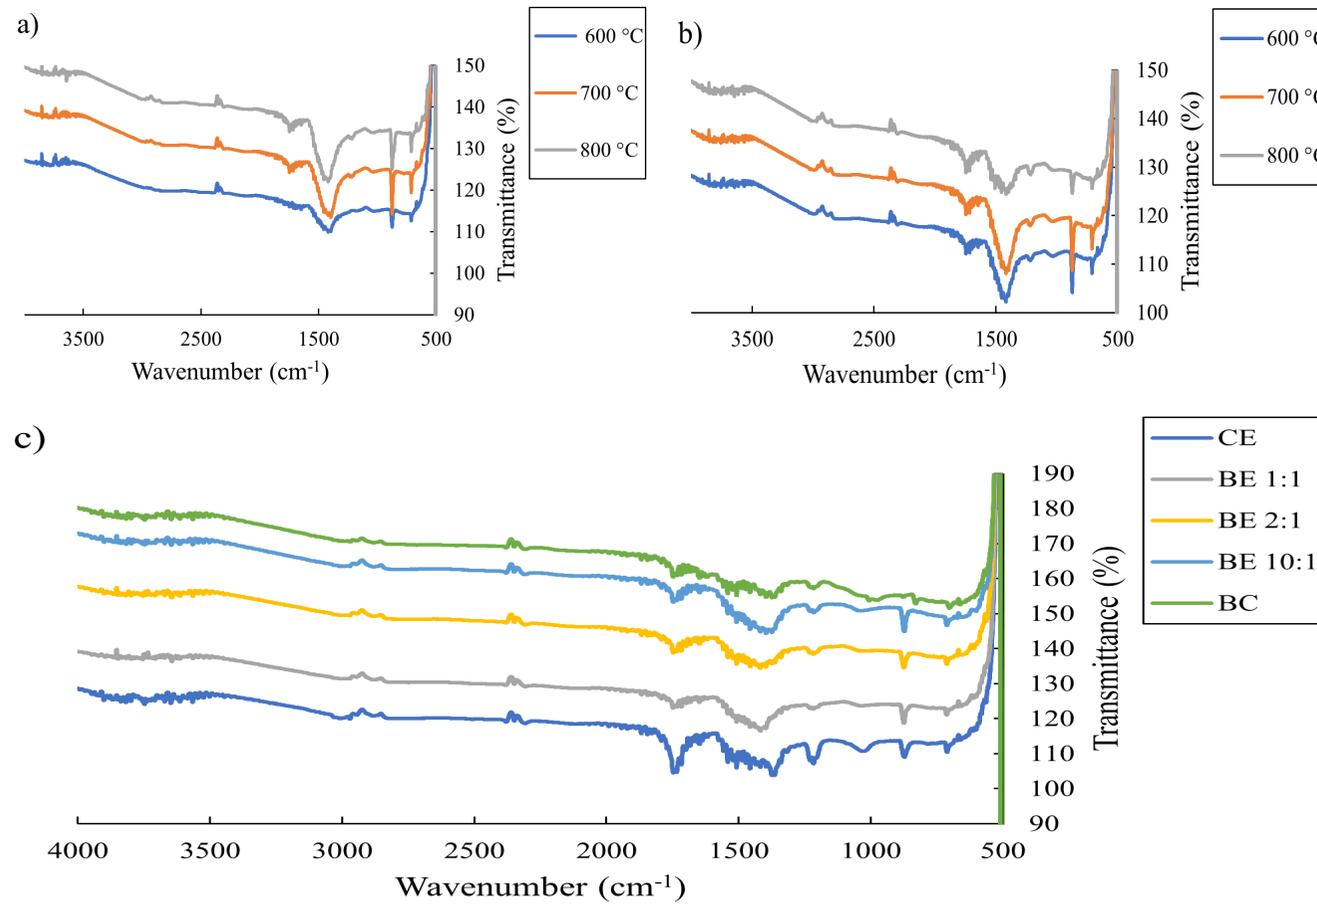 a)
600 °C
700 °C
800 °C
150
140
130
120
110
100
90
Transmittance (%)
3500
2500
1500
500
Wavenumber (cm-1)
b)
600 °C
700 °C
800 °C
150
140
130
120
110
100
Transmittance (%)
3500
2500
1500
500
Wavenumber (cm-1)
c)
CE
BE 1:1
BE 2:1
BE 10:1
BC
190
180
170
160
150
140
130
120
110
100
90
Transmittance (%)
4000
3500
3000
2500
2000
1500
1000
500
Wavenumber (cm-1)